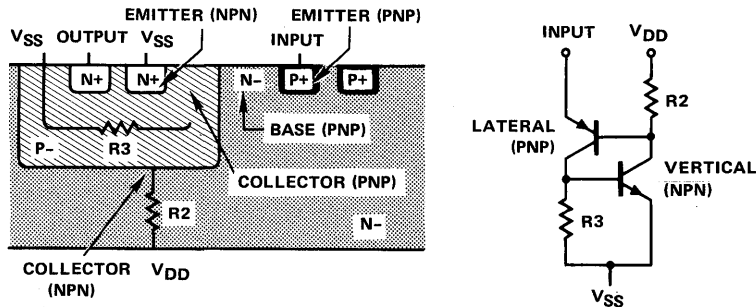 EMITTER (NPN)
EMITTER (PNP)
VSS
OUTPUT
VSS
INPUT
N+
N+
N–
P+
P+
P–
R3
BASE (PNP)
COLLECTOR (PNP)
R2
N–
COLLECTOR
(NPN)
VDD
INPUT
VDD
R2
LATERAL
(PNP)
VERTICAL
(NPN)
R3
VSS